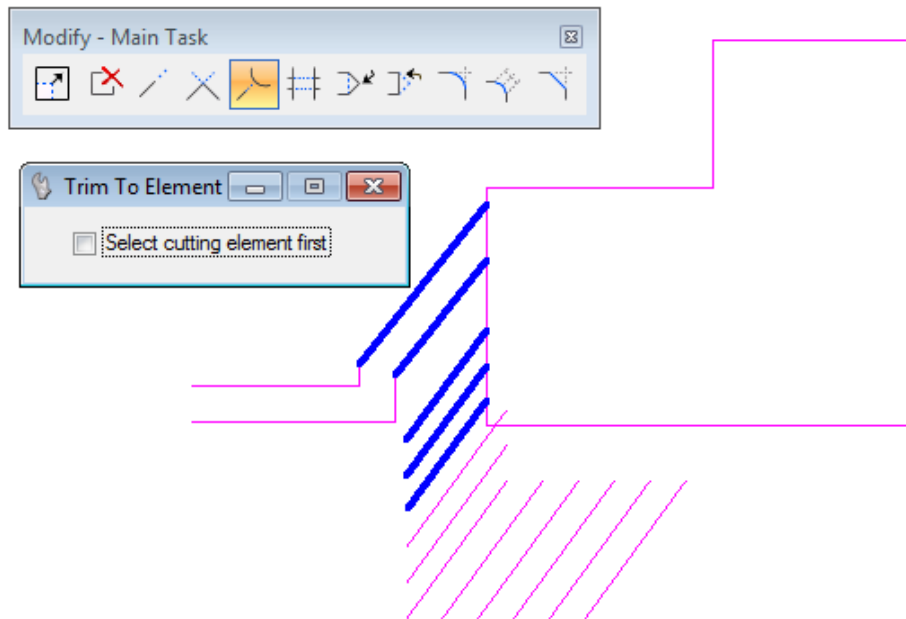 Modify - Main Task
Trim To Element
Select cutting element first